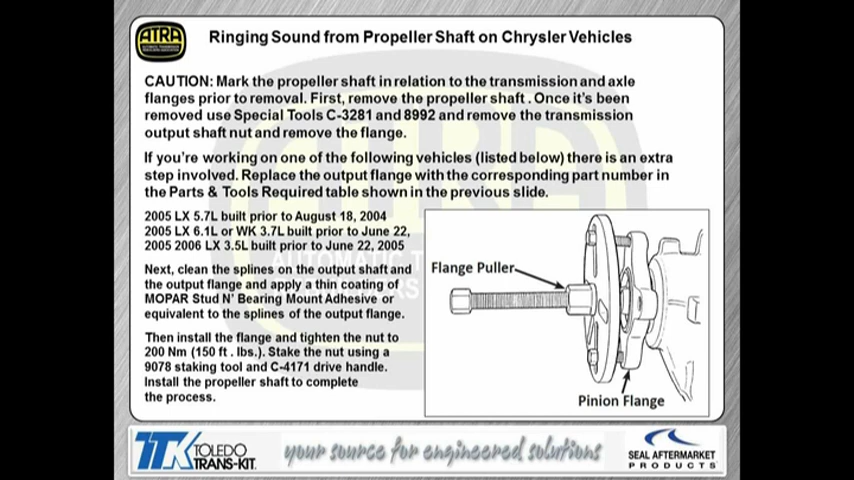 ATRA
Ringing Sound from Propeller Shaft on Chrysler Vehicles
CAUTION: Mark the propeller shaft in relation to the transmission and axle
flanges prior to removal. First, remove the propeller shaft . Once it's been
removed use Special Tools C-3281 and 8992 and remove the transmission
output shaft nut and remove the flange.
If you're working on one of the following vehicles (listed below) there is an extra
step involved. Replace the output flange with the corresponding part number in
the Parts & Tools Required table shown in the previous slide.
2005 LX 5.7L built prior to August 18, 2004
2005 LX 6.1L or WK 3.7L built prior to June 22,
2005 2006 LX 3.5L built prior to June 22, 2005
Next, clean the splines on the output shaft and
the output flange and apply a thin coating of
MOPAR Stud N' Bearing Mount Adhesive or
equivalent to the splines of the output flange.
Then install the flange and tighten the nut to
200 Nm (150 ft . lbs.). Stake the nut using a
9078 staking tool and C-4171 drive handle.
Install the propeller shaft to complete
the process.
Flange Puller
Pinion Flange
TTK TOLEDO
TRANS-KIT
your source for engineered solutions
SEAL AFTERMARKET
PRODUCTS